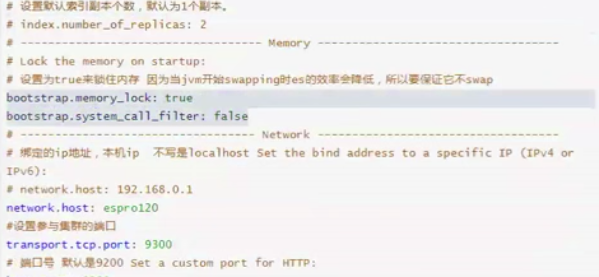 # 设置默认索引副本个数，默认为1个副本。
# index.number_of_replicas: 2
# ---------------------------------- Memory -----------------------------------
# Lock the memory on startup:
# 设置为true来锁住内存 因为当jvm开始swapping时es的效率会降低，所以要保证它不swap
bootstrap.memory_lock: true
bootstrap.system_call_filter: false
# ---------------------------------- Network -----------------------------------
# 绑定的ip地址，本机ip  不写是localhost Set the bind address to a specific IP (IPv4 or
IPv6):
# network.host: 192.168.0.1
network.host: espro120
#设置参与集群的端口
transport.tcp.port: 9300
# 端口号 默认是9200 Set a custom port for HTTP: